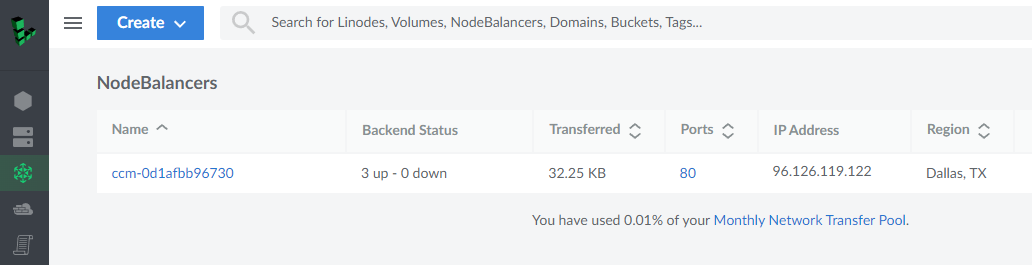 Create
Search for Linodes, Volumes, NodeBalancers, Domains, Buckets, Tags...
NodeBalancers
Name Backend Status Transferred Ports IP Address Region
ccm-0d1afbb96730 3 up - 0 down 32.25 KB 80 96.126.119.122 Dallas, TX
You have used 0.01% of your Monthly Network Transfer Pool.